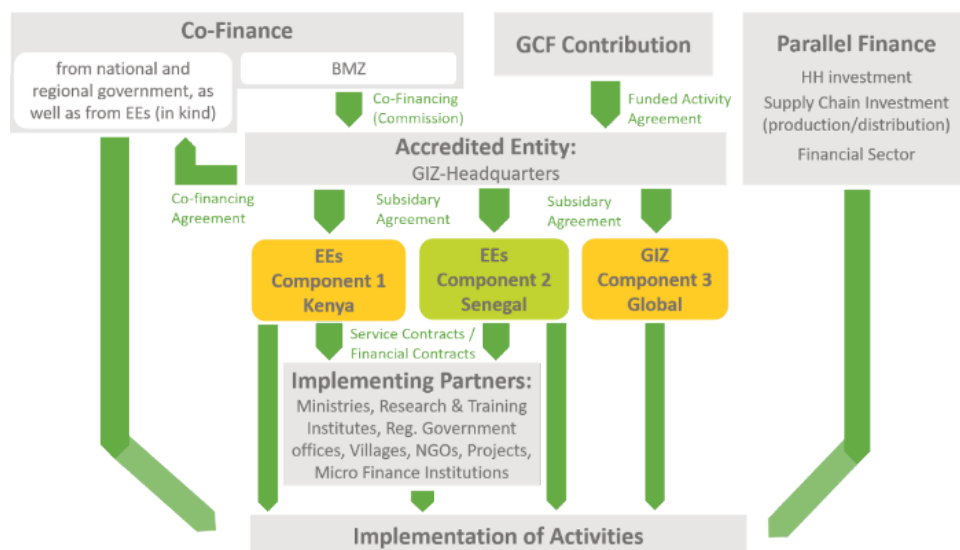 Co-Finance
from national and
regional government, as
well as from EEs (in kind)
BMZ
GCF Contribution
Parallel Finance
HH investment
Supply Chain Investment
(production/distribution)
Financial Sector
Co-Financing
(Commission)
Funded Activity
Agreement
Accredited Entity:
GIZ-Headquarters
Co-financing
Agreement
Subsidary
Agreement
Subsidary
Agreement
EEs
Component 1
Kenya
EEs
Component 2
Senegal
GIZ
Component 3
Global
Service Contracts /
Financial Contracts
Implementing Partners:
Ministries, Research & Training
Institutes, Reg. Government
offices, Villages, NGOs, Projects,
Micro Finance Institutions
Implementation of Activities